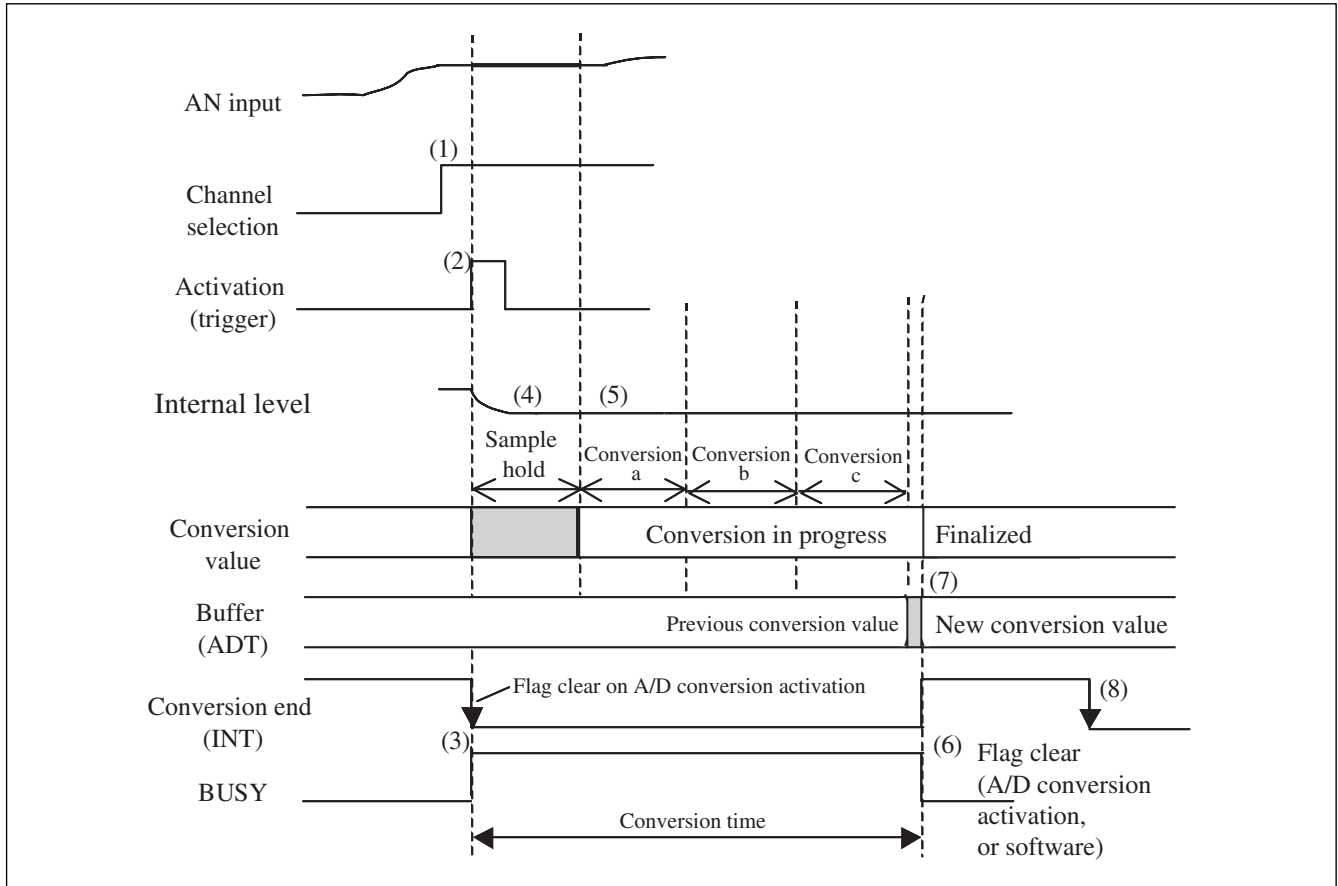 AN input
(1)
Channel
selection
(2)
Activation
(trigger)
Internal level
(4)
(5)
Sample
hold
Conversion
a
Conversion
b
Conversion
c
Conversion
value
Conversion in progress
Finalized
(7)
Buffer
(ADT)
Previous conversion value
New conversion value
Conversion end
(INT)
Flag clear on A/D conversion activation
(8)
(3)
(6)
BUSY
Flag clear
(A/D conversion
activation,
or software)
Conversion time